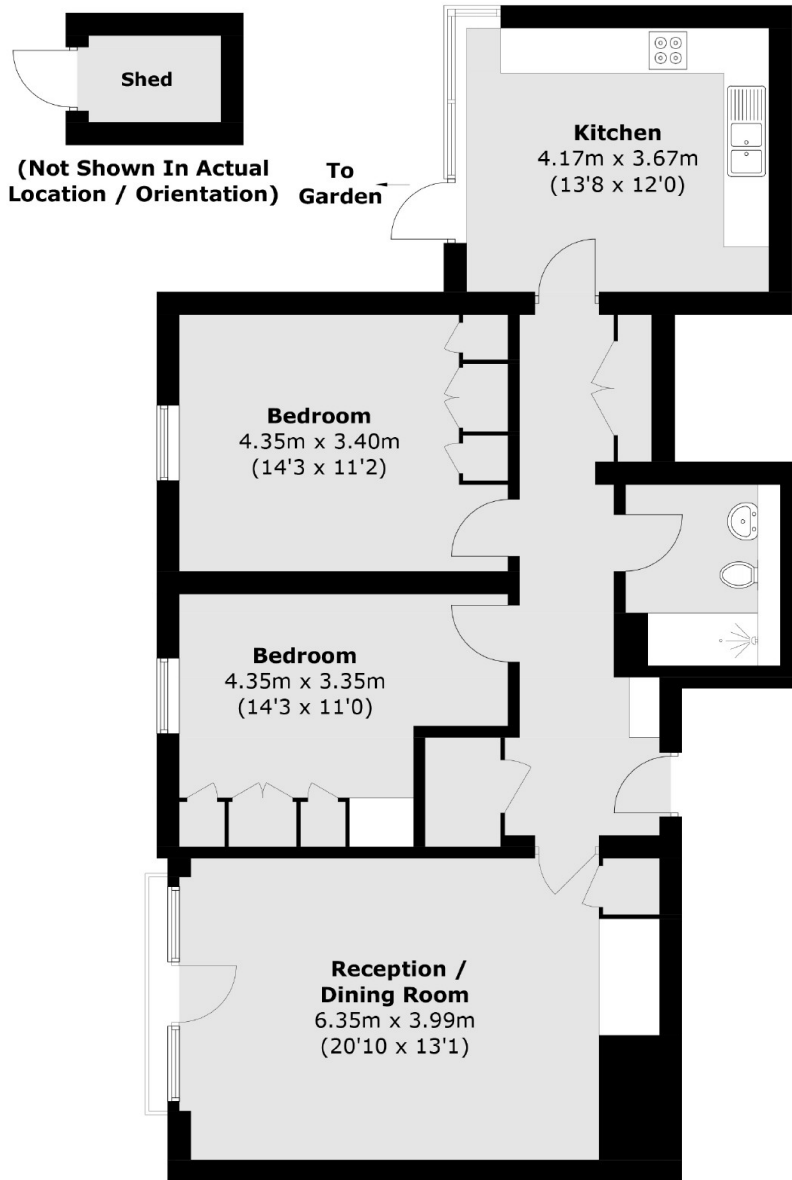 Shed
(Not Shown In Actual
Location / Orientation)
To
Garden
Kitchen
4.17m x 3.67m
(13'8 x 12'0)
Bedroom
4.35m x 3.40m
(14'3 x 11'2)
Bedroom
4.35m x 3.35m
(14'3 x 11'0)
Reception /
Dining Room
6.35m x 3.99m
(20'10 x 13'1)